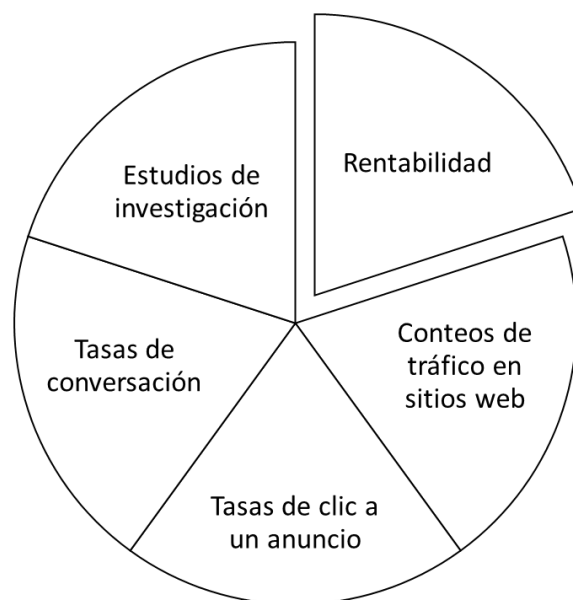 Rentabilidad
Estudios de
investigación
Conteos de
tráfico en
sitios web
Tasas de
conversación
Tasas de clic a
un anuncio